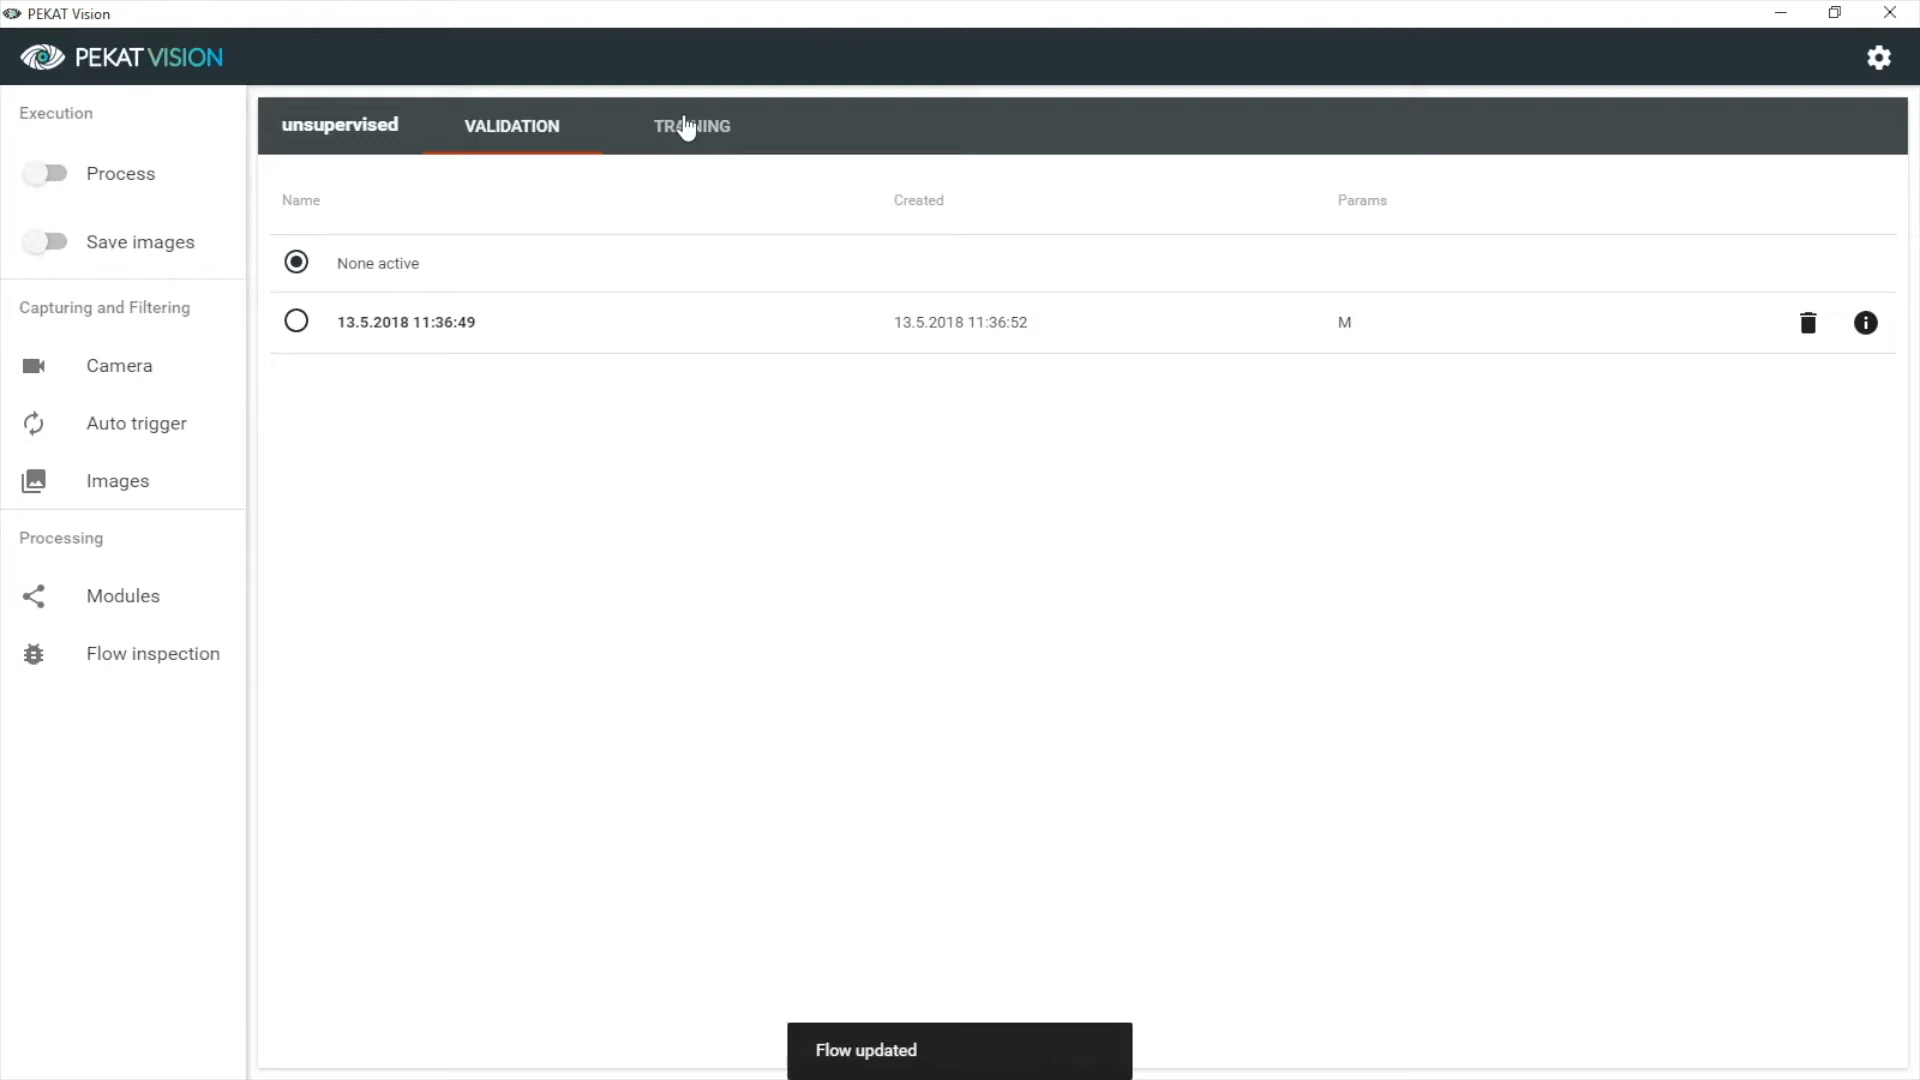 PEKAT Vision
PEKAT VISION
Execution
Process
Save images
Capturing and Filtering
Camera
Auto trigger
Images
Processing
Modules
Flow inspection
unsupervised VALIDATION TRAINING
Name Created Params
None active
13.5.2018 11:36:49 13.5.2018 11:36:52 M
Flow updated